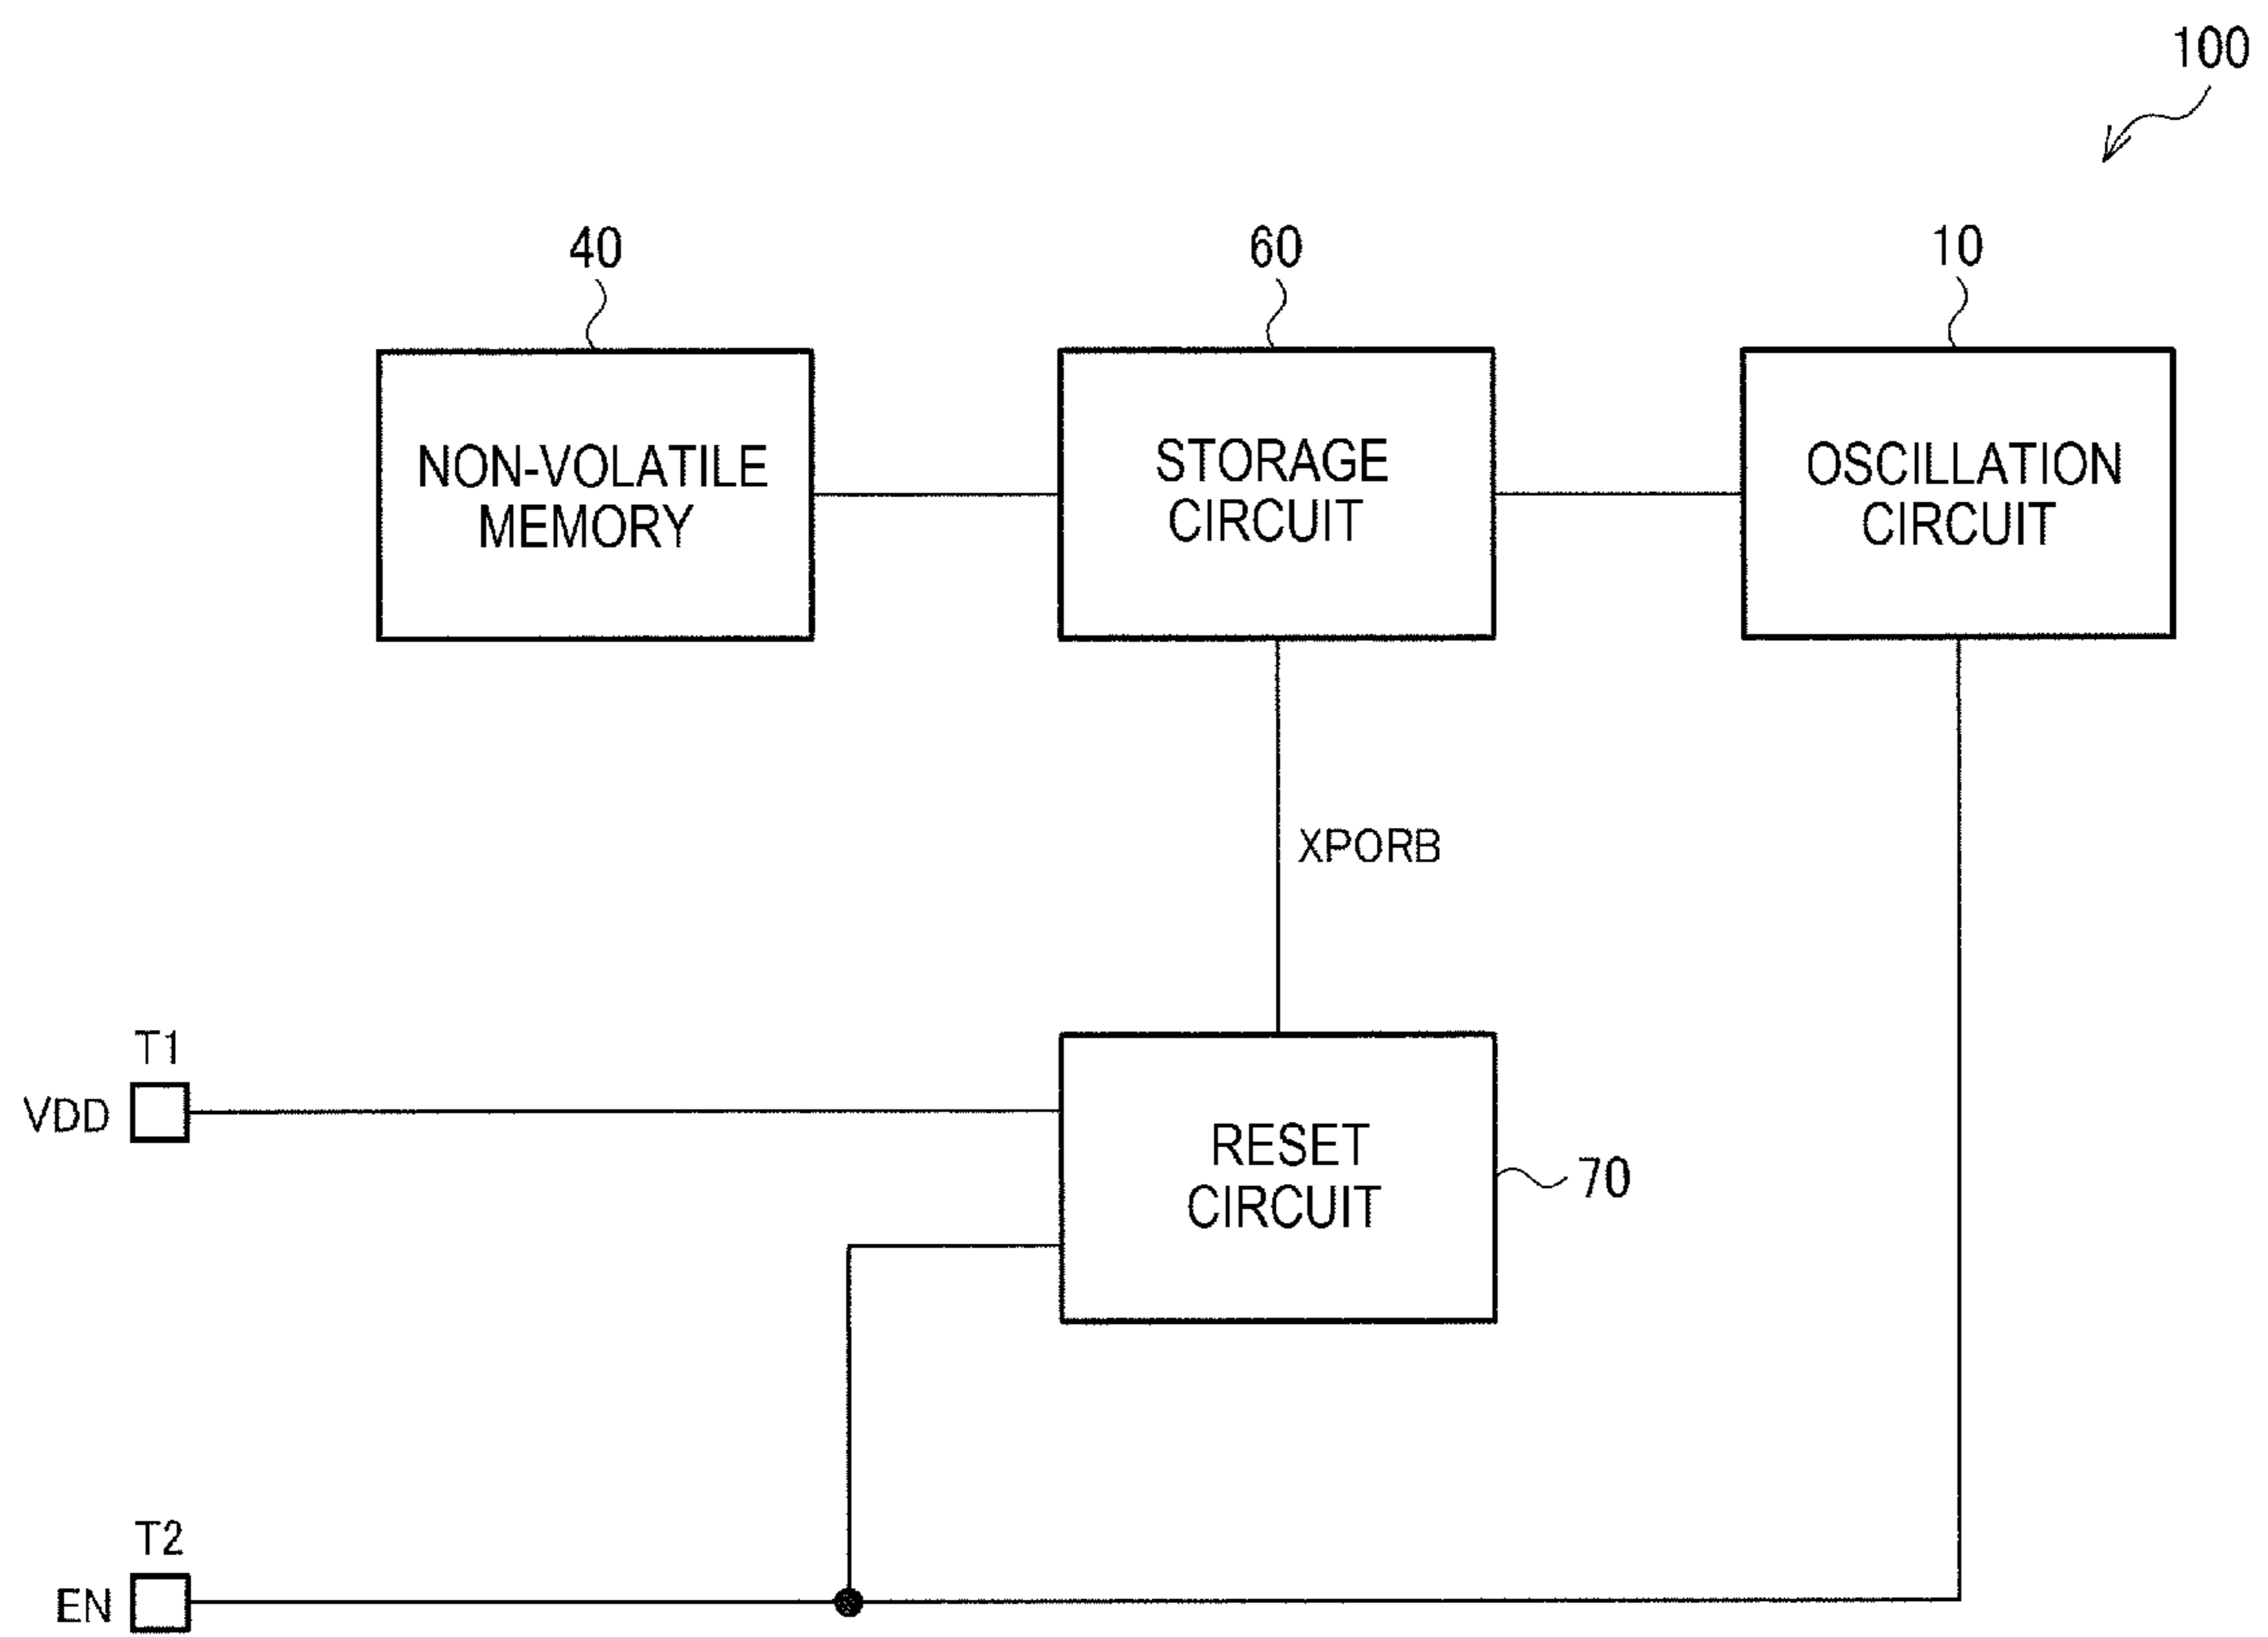 100
40
60
10
NON-VOLATILE
MEMORY
STORAGE
CIRCUIT
OSCILLATION
CIRCUIT
XPORB
T1
VDD
RESET
CIRCUIT
70
T2
EN